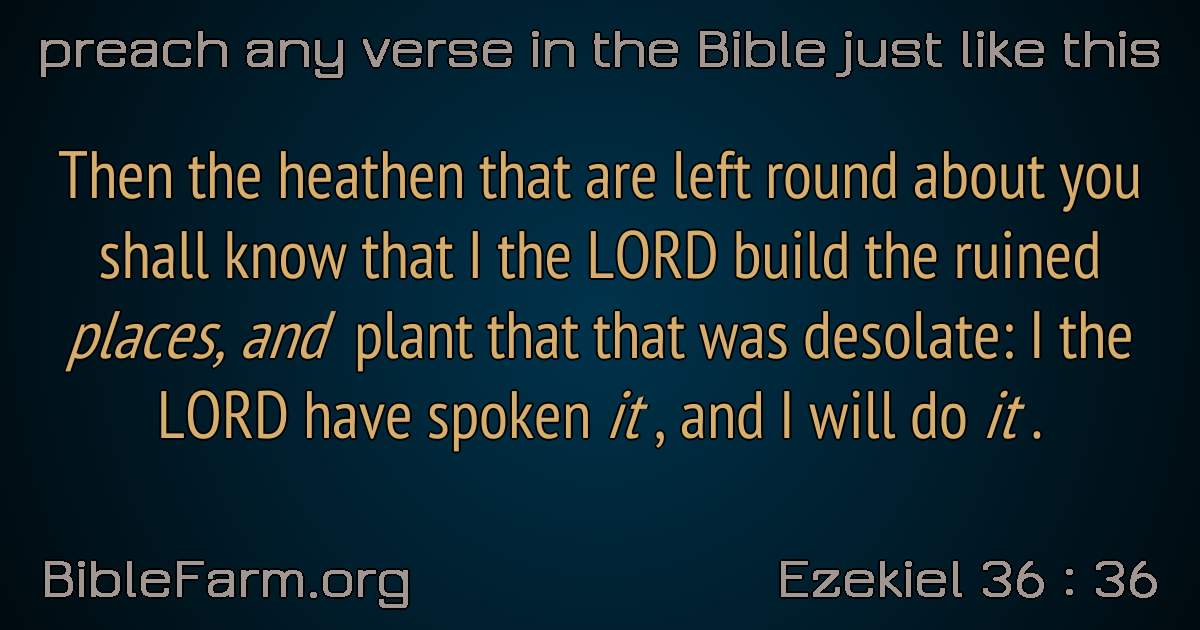 preach any verse in the Bible just like this
Then the heathen that are left round about you
shall know that I the LORD build the ruined
places, and plant that that was desolate: I the
LORD have spoken it , and I will do it .
BibleFarm.org
Ezekiel 36 : 36